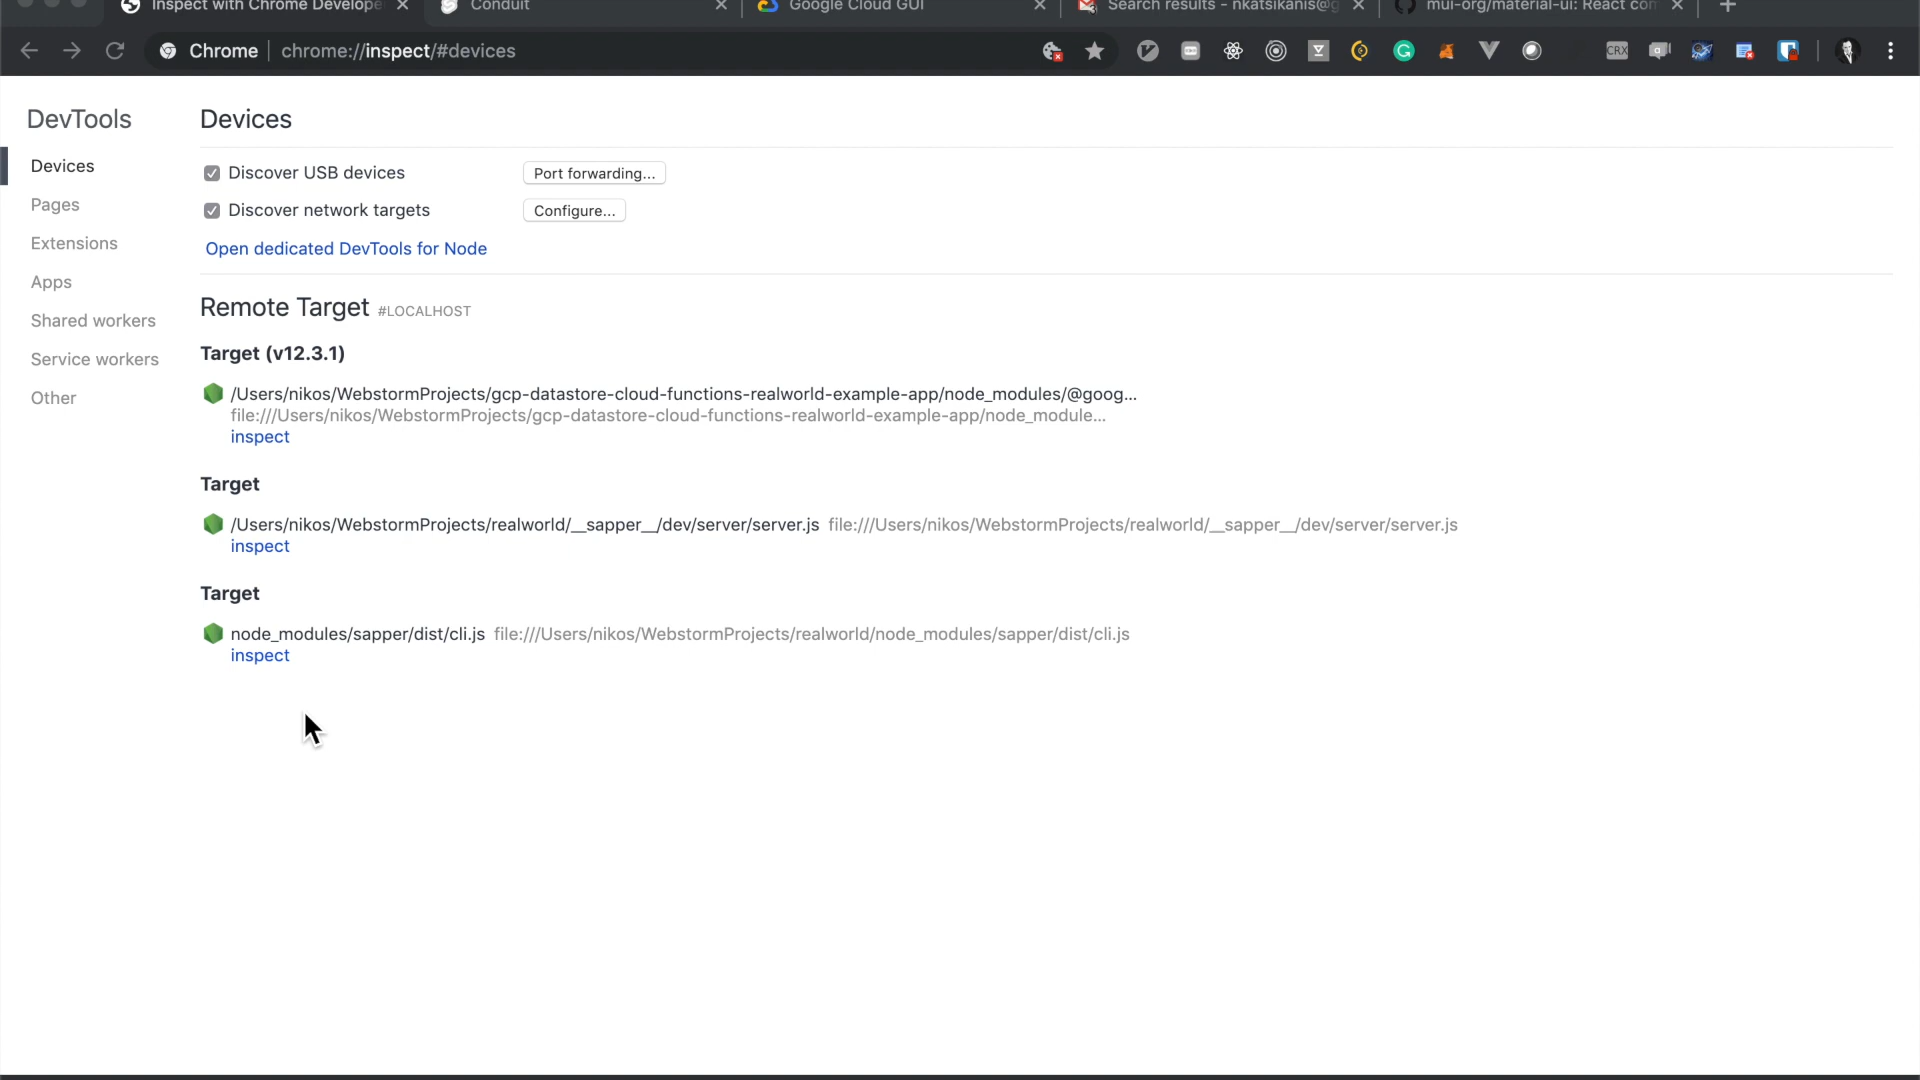 Inspect with Chrome Develope
Conduit
Google Cloud GUI
Search results - nkatsikanis@g
mui-org/material-ui: React com
Chrome
chrome://inspect/#devices
CRX
DevTools
Devices
Pages
Extensions
Apps
Shared workers
Service workers
Other
Devices
Discover USB devices
Port forwarding...
Discover network targets
Configure...
Open dedicated DevTools for Node
Remote Target #LOCALHOST
Target (v12.3.1)
/Users/nikos/WebstormProjects/gcp-datastore-cloud-functions-realworld-example-app/node_modules/@goog...
file:///Users/nikos/WebstormProjects/gcp-datastore-cloud-functions-realworld-example-app/node_module...
inspect
Target
/Users/nikos/WebstormProjects/realworld/__sapper__/dev/server/server.js file:///Users/nikos/WebstormProjects/realworld/__sapper__/dev/server/server.js
inspect
Target
node_modules/sapper/dist/cli.js file:///Users/nikos/WebstormProjects/realworld/node_modules/sapper/dist/cli.js
inspect